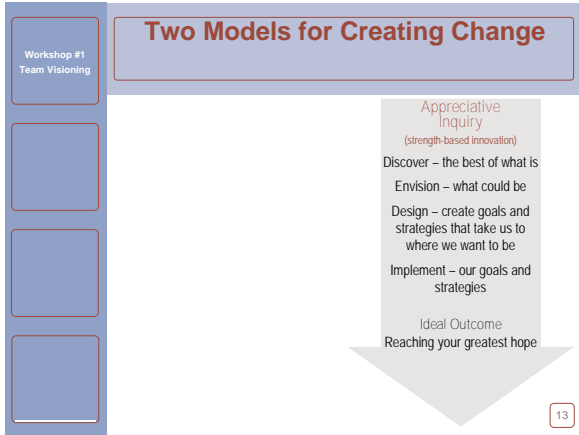 Workshop #1
Team Visioning
Two Models for Creating Change
Appreciative
Inquiry
(strength-based innovation)
Discover – the best of what is
Envision – what could be
Design – create goals and
strategies that take us to
where we want to be
Implement – our goals and
strategies
Ideal Outcome
Reaching your greatest hope
13